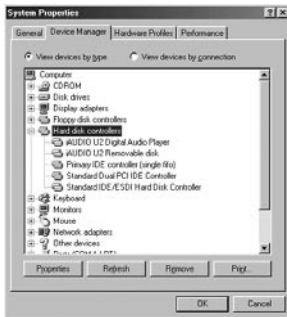 System Properties
General Device Manager Hardware Profiles Performance
View devices by type View devices by connection
Computer
CDROM
Disk drives
Display adapters
Floppy disk controllers
Hard disk controllers
iAUDIO U2 Digital Audio Player
iAUDIO U2 Removable disk
Primary IDE controller (single fifo)
Standard Dual PCI IDE Controller
Standard IDE/ESDI Hard Disk Controller
Keyboard
Monitors
Mouse
Network adapters
Other devices
Properties Refresh Remove Print...
OK Cancel